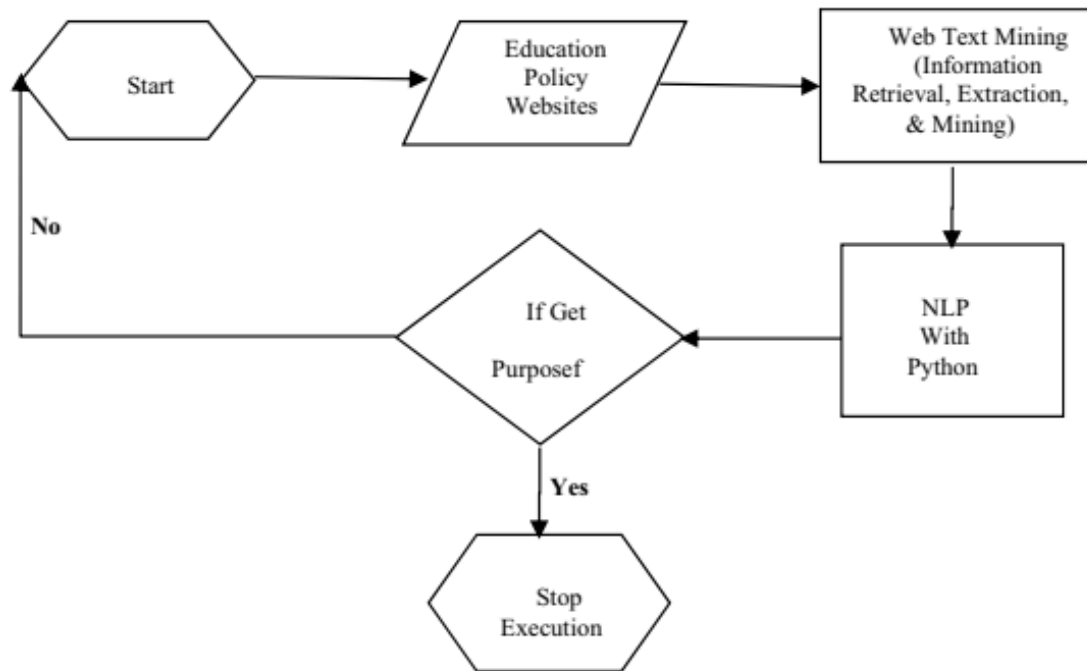 Start
Education
Policy
Websites
Web Text Mining
(Information
Retrieval, Extraction,
& Mining)
No
If Get
Purposef
NLP
With
Python
Yes
Stop
Execution